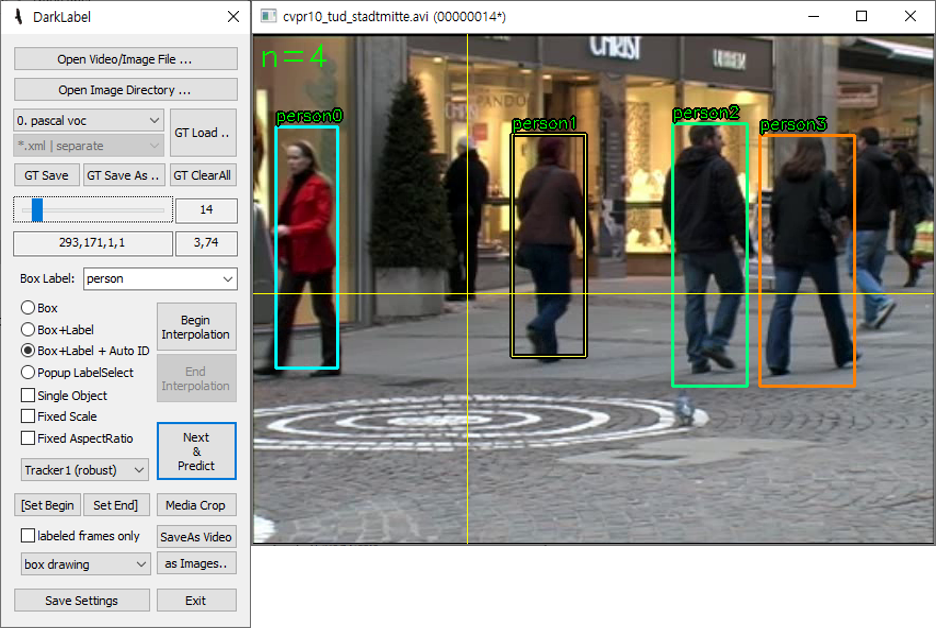 DarkLabel
Open Video/Image File ...
Open Image Directory ...
0. pascal voc
GT Load ..
*.xml | separate
GT Save
GT Save As ..
GT ClearAll
14
293,171,1,1
3,74
Box Label:
person
Box
Box+Label
Box+Label + Auto ID
Popup LabelSelect
Single Object
Fixed Scale
Fixed AspectRatio
Begin
Interpolation
End
Interpolation
Next
&
Predict
Tracker1 (robust)
[Set Begin
Set End]
Media Crop
labeled frames only
SaveAs Video
box drawing
as Images..
Save Settings
Exit
cvpr10_tud_stadtmitte.avi (00000014*)
n=4
CHRIST
person0
person1
person2
person3